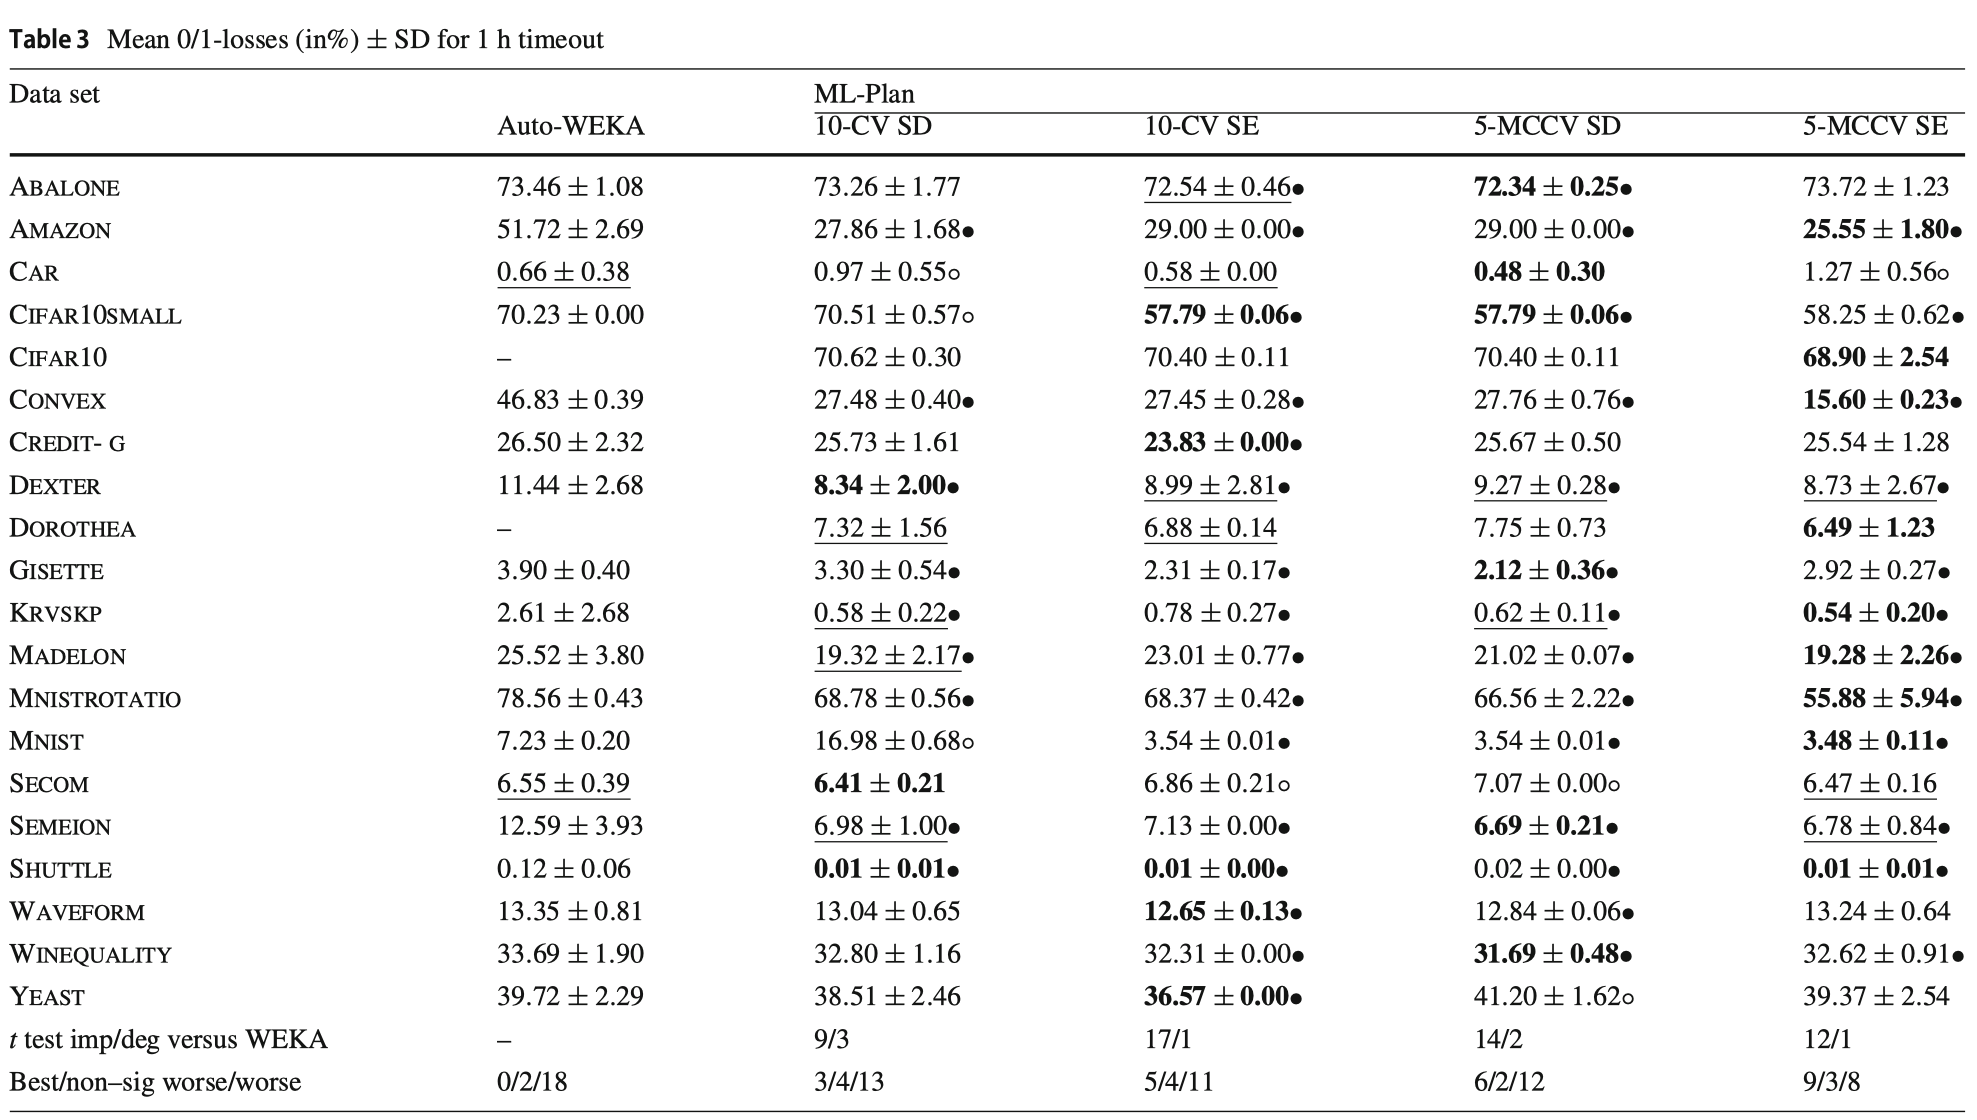 Table 3 Mean 0/1-losses (in%) ± SD for 1 h timeout
Data set ML-Plan
Auto-WEKA 10-CV SD 10-CV SE 5-MCCV SD 5-MCCV SE
ABALONE 73.46 ± 1.08 73.26 ± 1.77 72.54 ± 0.46● 72.34 ± 0.25● 73.72 ± 1.23
AMAZON 51.72 ± 2.69 27.86 ± 1.68● 29.00 ± 0.00● 29.00 ± 0.00● 25.55 ± 1.80●
CAR 0.66 ± 0.38 0.97 ± 0.55○ 0.58 ± 0.00 0.48 ± 0.30 1.27 ± 0.56○
CIFAR10SMALL 70.23 ± 0.00 70.51 ± 0.57○ 57.79 ± 0.06● 57.79 ± 0.06● 58.25 ± 0.62●
CIFAR10 – 70.62 ± 0.30 70.40 ± 0.11 70.40 ± 0.11 68.90 ± 2.54
CONVEX 46.83 ± 0.39 27.48 ± 0.40● 27.45 ± 0.28● 27.76 ± 0.76● 15.60 ± 0.23●
CREDIT- G 26.50 ± 2.32 25.73 ± 1.61 23.83 ± 0.00● 25.67 ± 0.50 25.54 ± 1.28
DEXTER 11.44 ± 2.68 8.34 ± 2.00● 8.99 ± 2.81● 9.27 ± 0.28● 8.73 ± 2.67●
DOROTHEA – 7.32 ± 1.56 6.88 ± 0.14 7.75 ± 0.73 6.49 ± 1.23
GISETTE 3.90 ± 0.40 3.30 ± 0.54● 2.31 ± 0.17● 2.12 ± 0.36● 2.92 ± 0.27●
KRVSKP 2.61 ± 2.68 0.58 ± 0.22● 0.78 ± 0.27● 0.62 ± 0.11● 0.54 ± 0.20●
MADELON 25.52 ± 3.80 19.32 ± 2.17● 23.01 ± 0.77● 21.02 ± 0.07● 19.28 ± 2.26●
MNISTROTATIO 78.56 ± 0.43 68.78 ± 0.56● 68.37 ± 0.42● 66.56 ± 2.22● 55.88 ± 5.94●
MNIST 7.23 ± 0.20 16.98 ± 0.68○ 3.54 ± 0.01● 3.54 ± 0.01● 3.48 ± 0.11●
SECOM 6.55 ± 0.39 6.41 ± 0.21 6.86 ± 0.21○ 7.07 ± 0.00○ 6.47 ± 0.16
SEMEION 12.59 ± 3.93 6.98 ± 1.00● 7.13 ± 0.00● 6.69 ± 0.21● 6.78 ± 0.84●
SHUTTLE 0.12 ± 0.06 0.01 ± 0.01● 0.01 ± 0.00● 0.02 ± 0.00● 0.01 ± 0.01●
WAVEFORM 13.35 ± 0.81 13.04 ± 0.65 12.65 ± 0.13● 12.84 ± 0.06● 13.24 ± 0.64
WINEQUALITY 33.69 ± 1.90 32.80 ± 1.16 32.31 ± 0.00● 31.69 ± 0.48● 32.62 ± 0.91●
YEAST 39.72 ± 2.29 38.51 ± 2.46 36.57 ± 0.00● 41.20 ± 1.62○ 39.37 ± 2.54
t test imp/deg versus WEKA – 9/3 17/1 14/2 12/1
Best/non–sig worse/worse 0/2/18 3/4/13 5/4/11 6/2/12 9/3/8